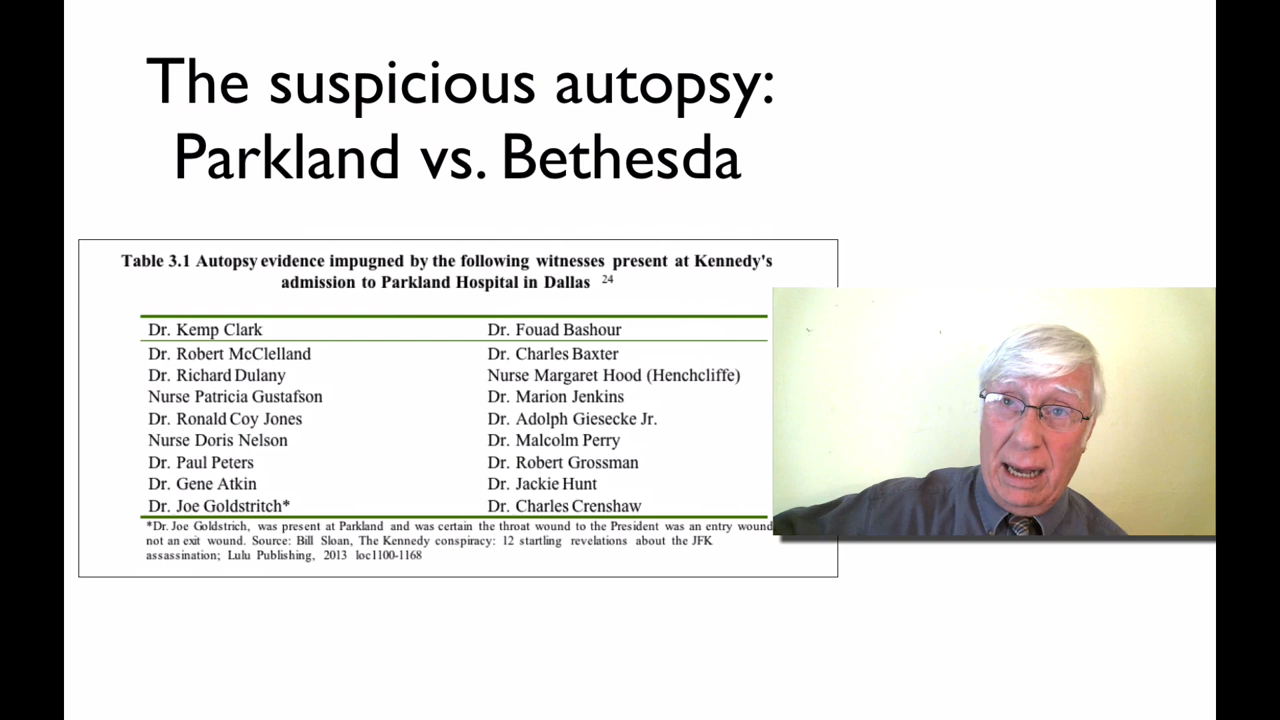 The suspicious autopsy:
Parkland vs. Bethesda
Table 3.1 Autopsy evidence impugned by the following witnesses present at Kennedy's
admission to Parkland Hospital in Dallas 24
Dr. Kemp Clark Dr. Fouad Bashour
Dr. Robert McClelland Dr. Charles Baxter
Dr. Richard Dulany Nurse Margaret Hood (Henchcliffe)
Nurse Patricia Gustafson Dr. Marion Jenkins
Dr. Ronald Coy Jones Dr. Adolph Giesecke Jr.
Nurse Doris Nelson Dr. Malcolm Perry
Dr. Paul Peters Dr. Robert Grossman
Dr. Gene Atkin Dr. Jackie Hunt
Dr. Joe Goldstritch* Dr. Charles Crenshaw
*Dr. Joe Goldstrich, was present at Parkland and was certain the throat wound to the President was an entry wound
not an exit wound. Source: Bill Sloan, The Kennedy conspiracy: 12 startling revelations about the JFK
assassination; Lulu Publishing, 2013 loc1100-1168